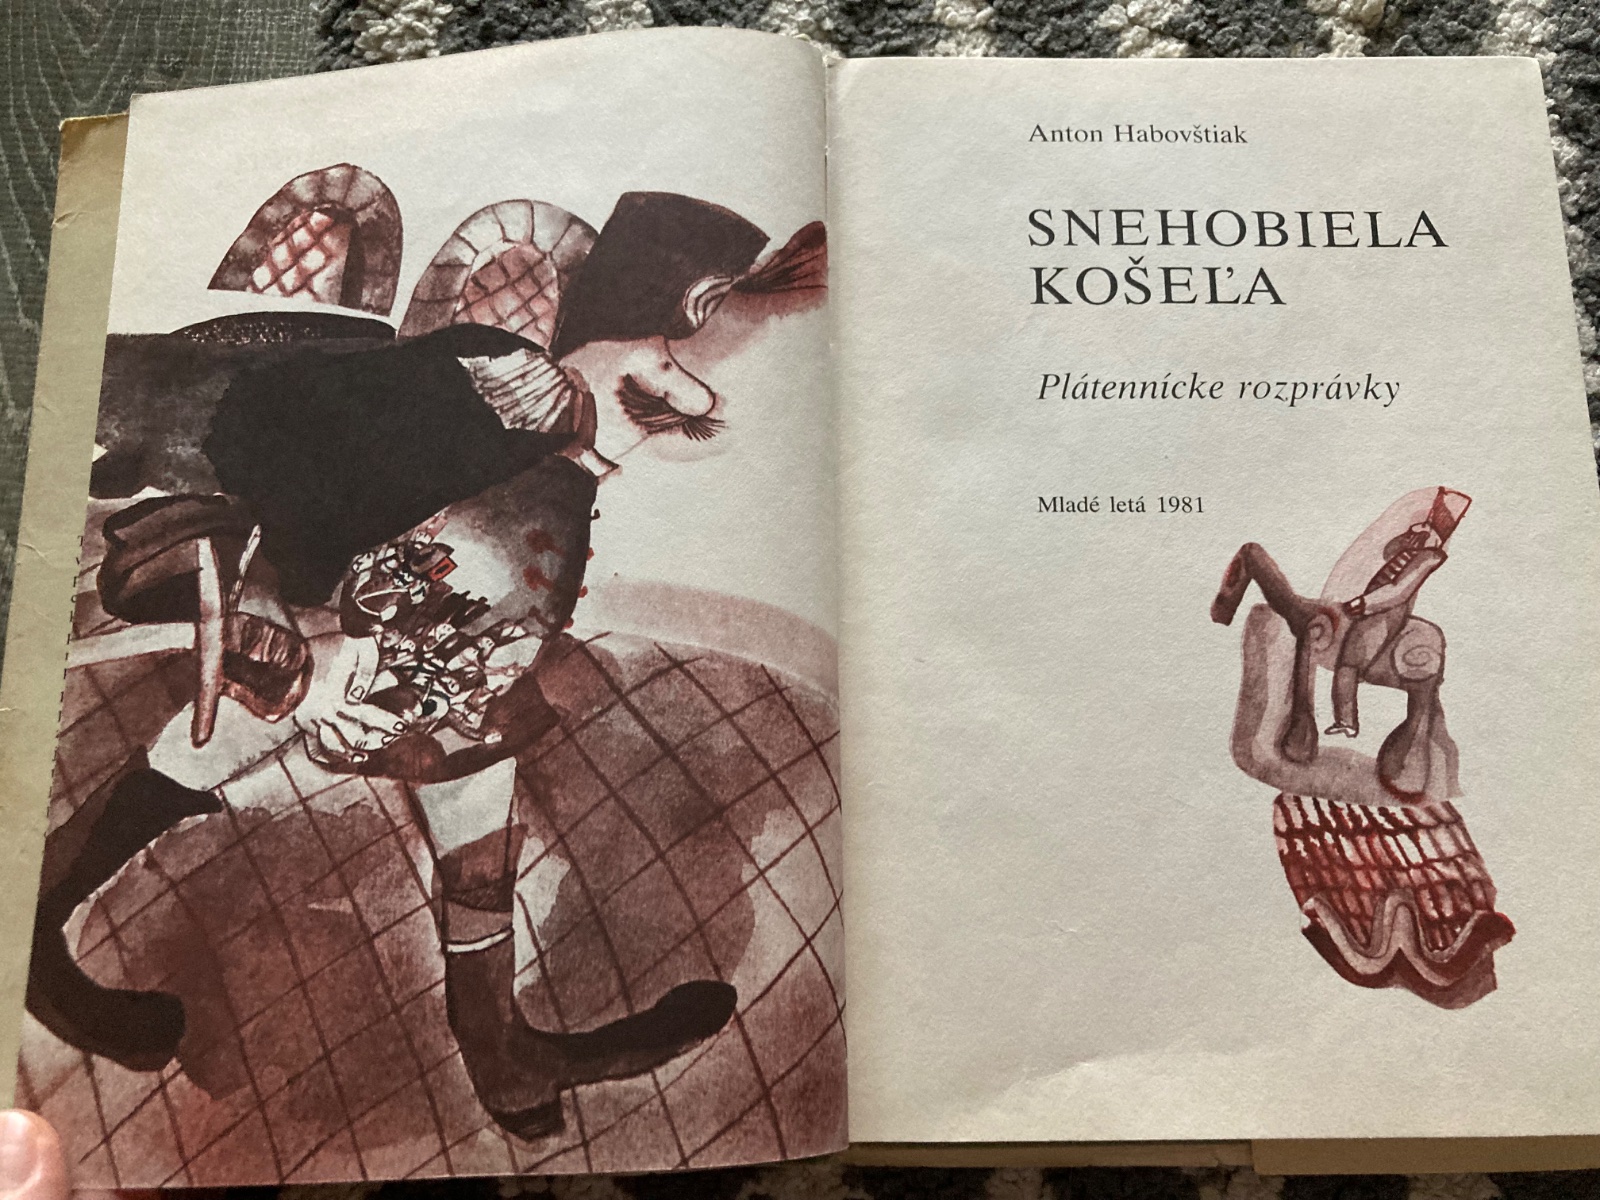 Anton Habovštiak
SNEHOBIELA
KOŠEĽA
Plátennícke rozprávky
Mladé letá 1981